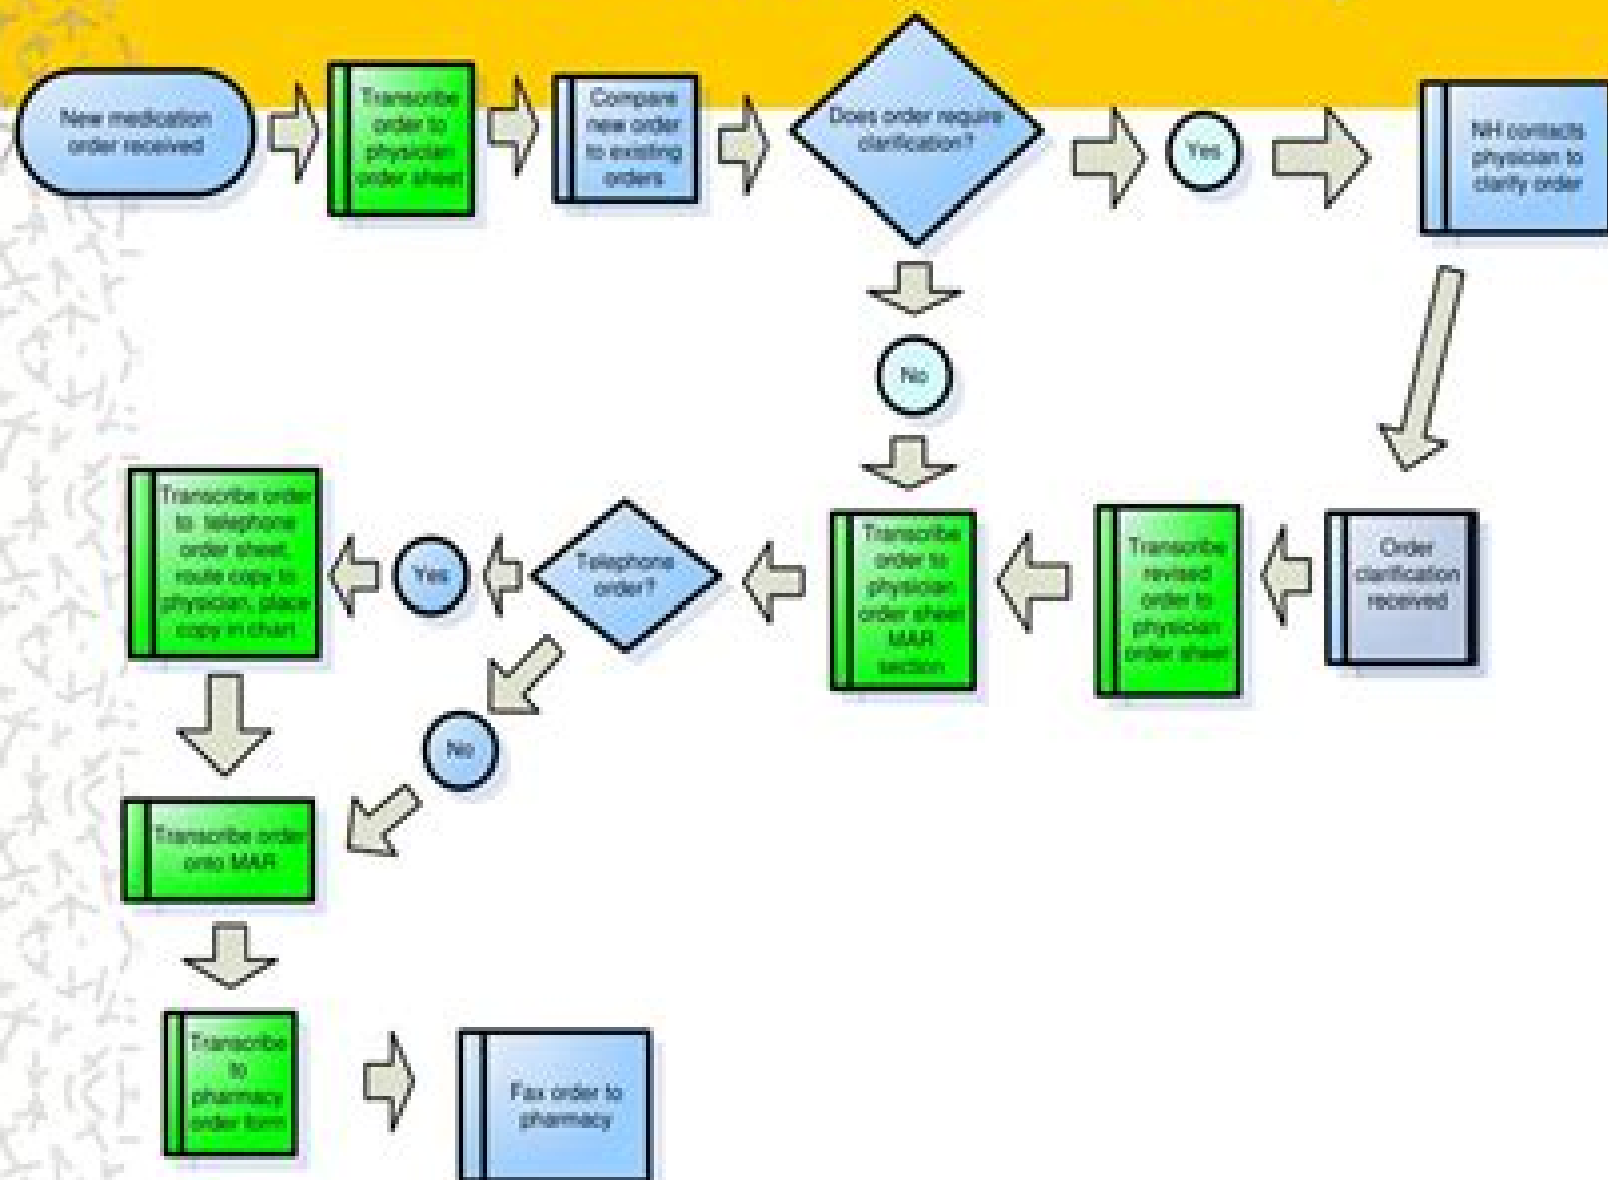 New medication
order received
Transcribe
order to
physician
order sheet
Compare
new order
to existing
orders
Does order require
clarification?
Yes
NH contacts
physician to
clarify order
No
Transcribe order
to telephone
order sheet,
route copy to
physician, place
copy in chart
Yes
Telephone
order?
Transcribe
order to
physician
order sheet
MAR
section
Transcribe
revised
order to
physician
order sheet
Order
clarification
received
No
Transcribe order
onto MAR
Transcribe
to
pharmacy
order form
Fax order to
pharmacy